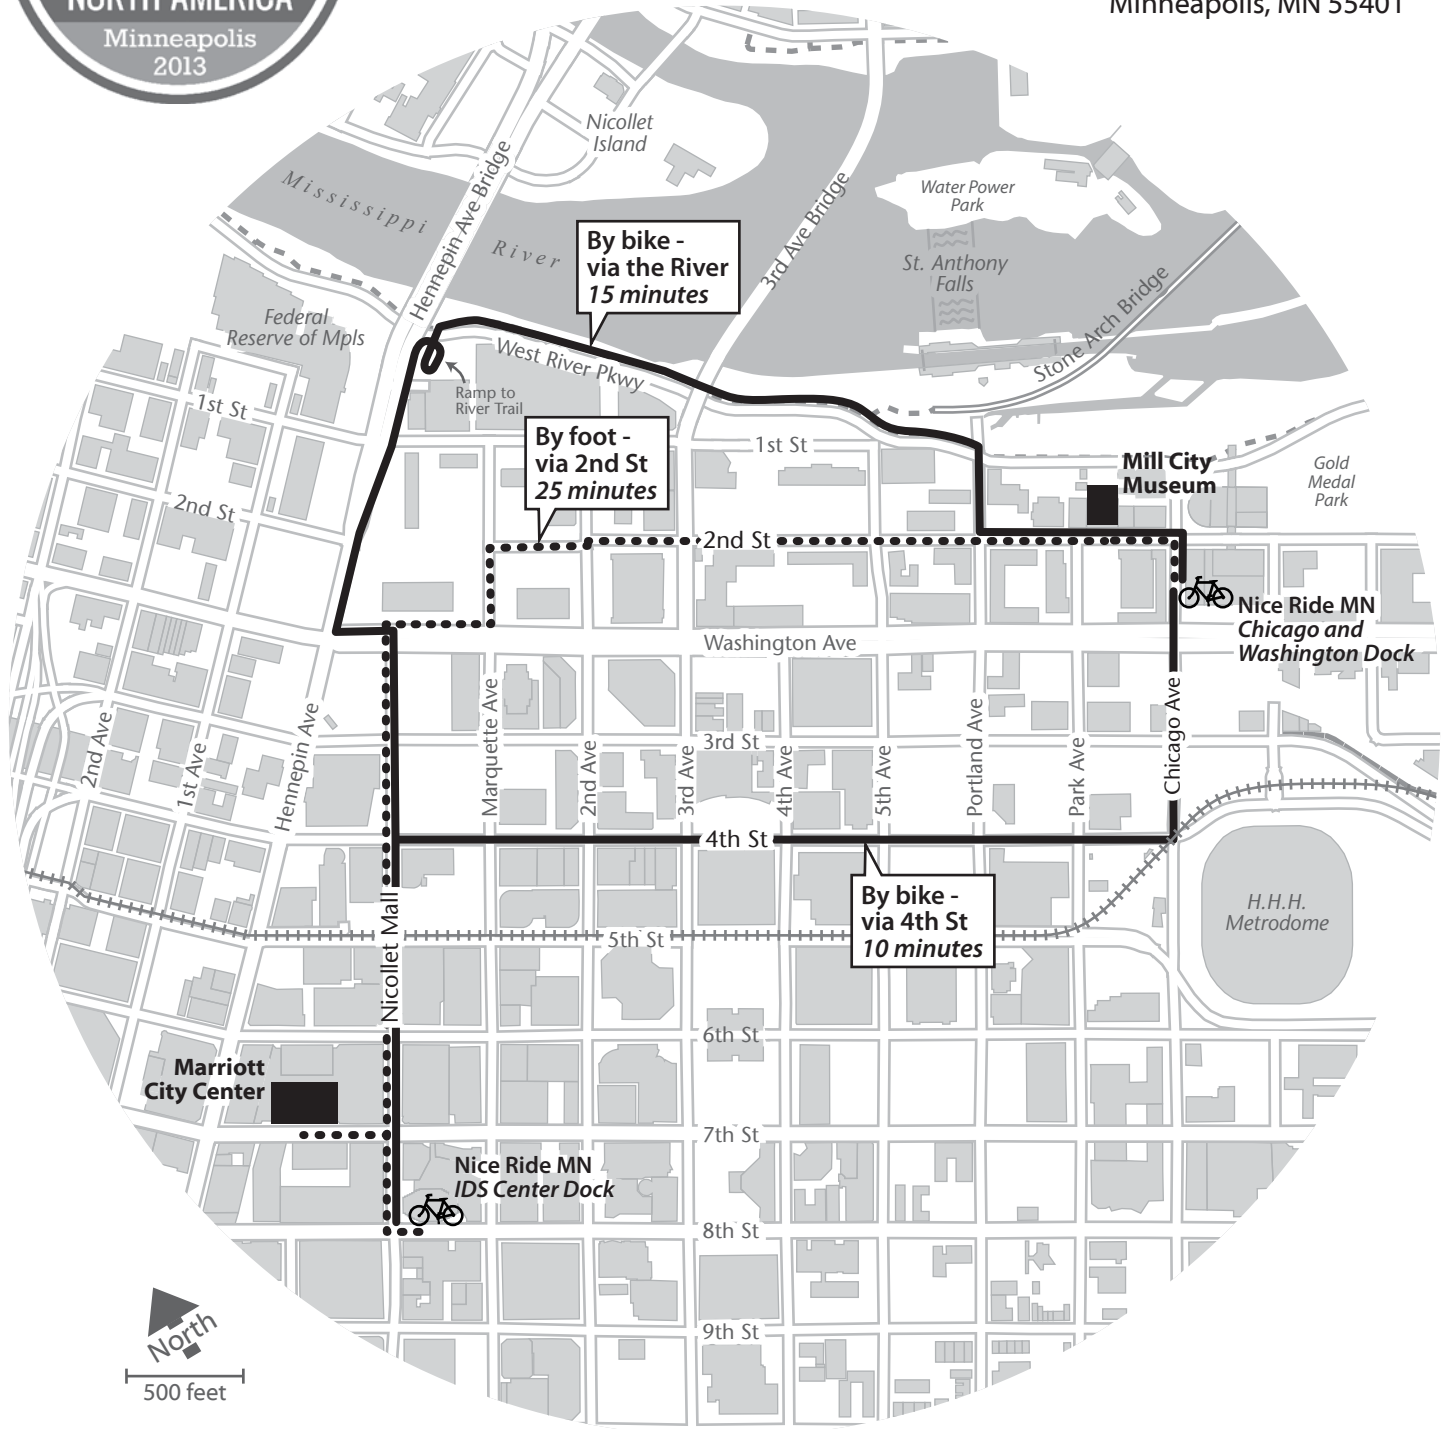 NORTH AMERICA
Minneapolis
2013
Minneapolis, MN 55401
Nicollet
Island
Mississippi
River
Hennepin Ave Bridge
3rd Ave Bridge
Water Power
Park
St. Anthony
Falls
Stone Arch Bridge
By bike -
via the River
15 minutes
Federal
Reserve of Mpls
West River Pkwy
Ramp to
River Trail
1st St
By foot -
via 2nd St
25 minutes
1st St
Mill City
Museum
Gold
Medal
Park
2nd St
2nd St
Nice Ride MN
Chicago and
Washington Dock
Washington Ave
2nd Ave
1st Ave
Hennepin Ave
Marquette Ave
2nd Ave
3rd Ave
3rd St
4th Ave
5th Ave
Portland Ave
Park Ave
Chicago Ave
4th St
By bike -
via 4th St
10 minutes
H.H.H.
Metrodome
Nicollet Mall
5th St
6th St
Marriott
City Center
7th St
Nice Ride MN
IDS Center Dock
8th St
North
9th St
500 feet